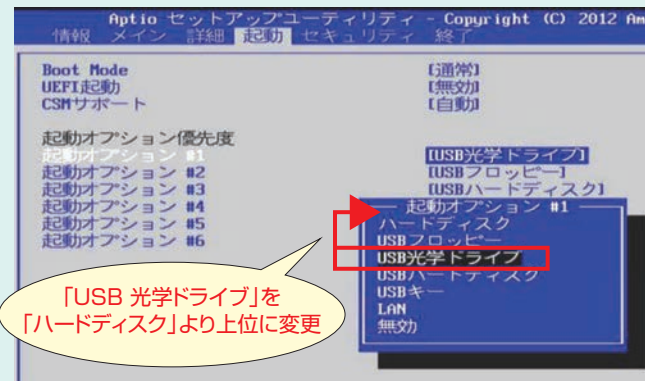 Aptio セットアップユーティリティ - Copyright (C) 2012 Am
情報 メイン 詳細 起動 セキュリティ 終了
Boot Mode [通常]
UEFI起動 [無効]
CSMサポート [自動]
起動オプション優先度
起動オプション #1 [USB光学ドライブ]
起動オプション #2 [USBフロッピー]
起動オプション #3 [USBハードディスク]
起動オプション #4
起動オプション #5
起動オプション #6
起動オプション #1
ハードディスク
USBフロッピー
USB光学ドライブ
USBハードディスク
USBキー
LAN
無効
「USB 光学ドライブ」を
「ハードディスク」より上位に変更